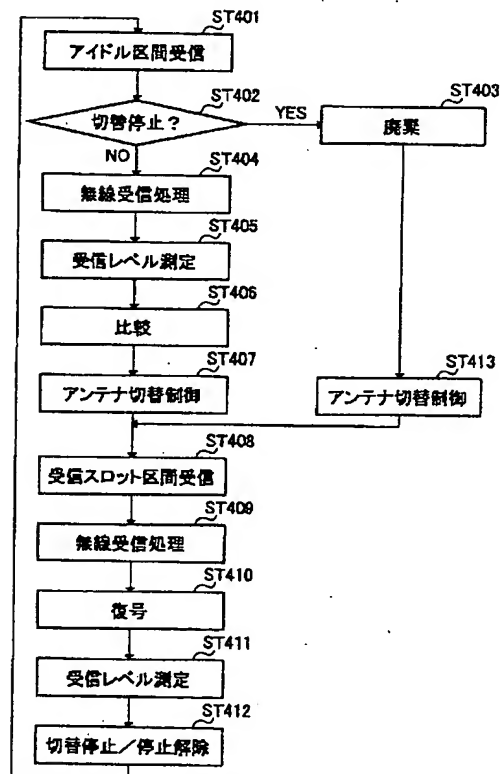 ST401
アイドル区間受信
ST402
切替停止?
YES
ST403
廃棄
NO
ST404
無線受信処理
ST405
受信レベル測定
ST406
比較
ST407
アンテナ切替制御
ST413
アンテナ切替制御
ST408
受信スロット区間受信
ST409
無線受信処理
ST410
復号
ST411
受信レベル測定
ST412
切替停止/停止解除